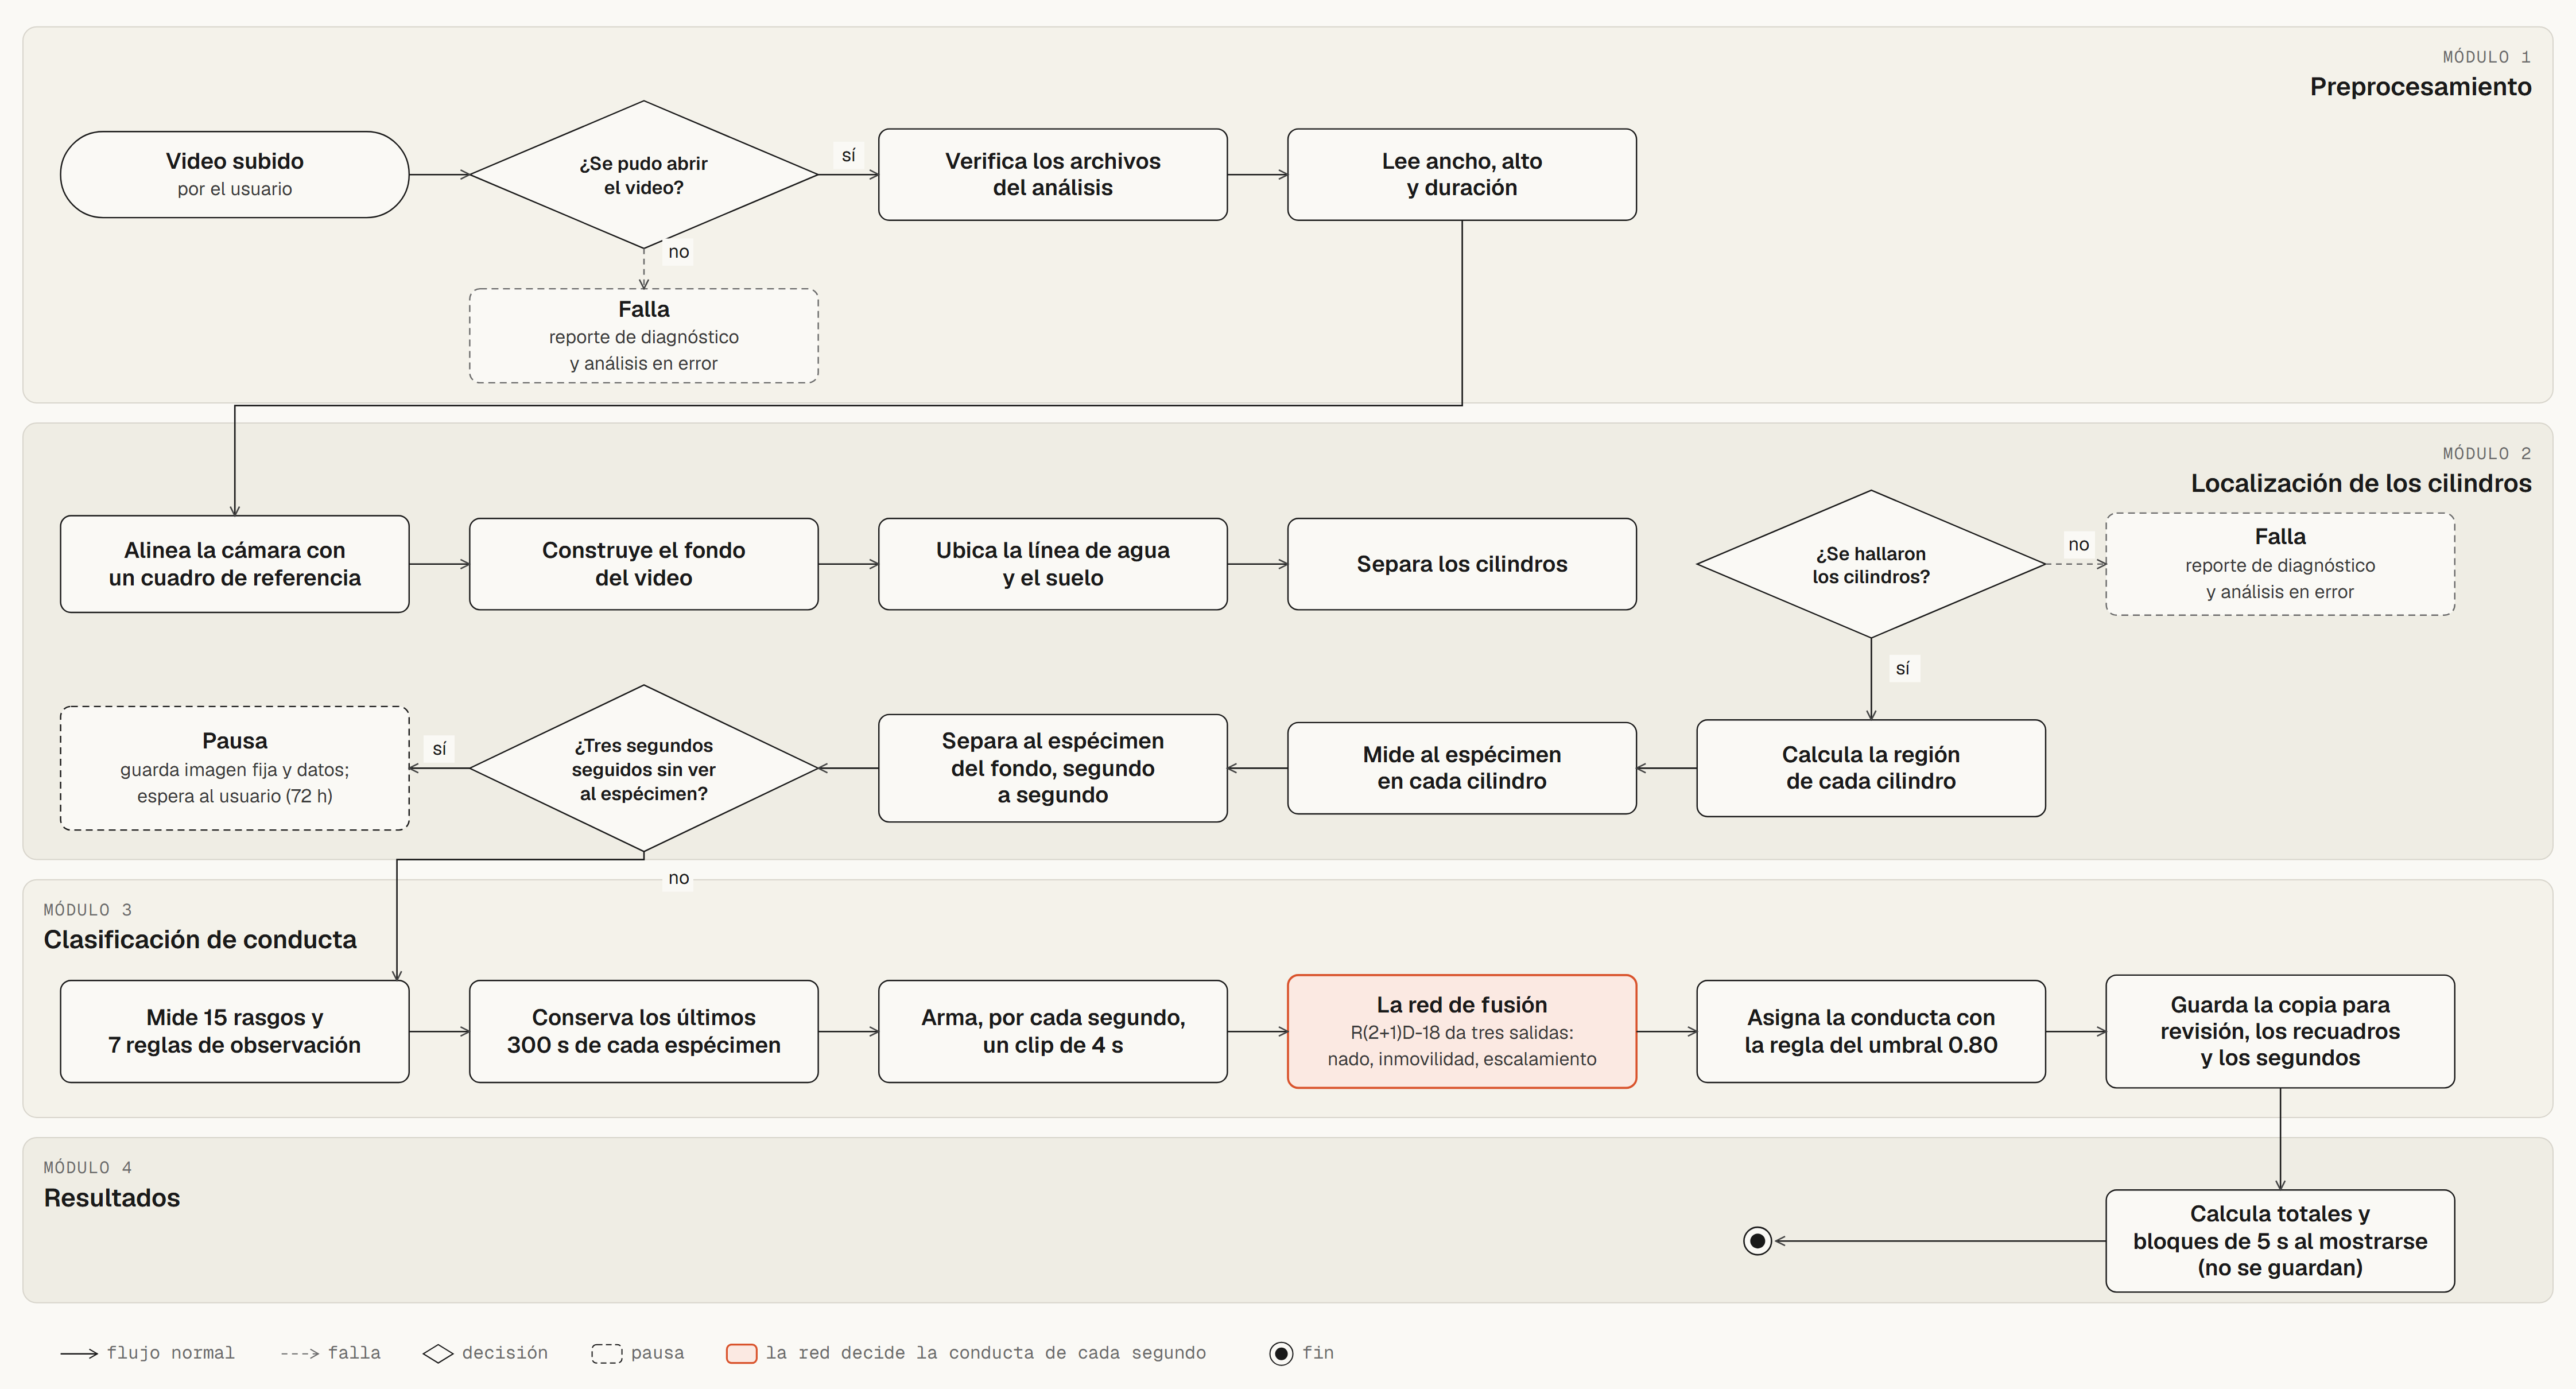 MÓDULO 1
Preprocesamiento
Video subido
por el usuario
¿Se pudo abrir
el video?
sí
Verifica los archivos
del análisis
Lee ancho, alto
y duración
no
Falla
reporte de diagnóstico
y análisis en error
MÓDULO 2
Localización de los cilindros
Alinea la cámara con
un cuadro de referencia
Construye el fondo
del video
Ubica la línea de agua
y el suelo
Separa los cilindros
¿Se hallaron
los cilindros?
no
Falla
reporte de diagnóstico
y análisis en error
sí
Pausa
guarda imagen fija y datos;
espera al usuario (72 h)
sí
¿Tres segundos
seguidos sin ver
al espécimen?
Separa al espécimen
del fondo, segundo
a segundo
Mide al espécimen
en cada cilindro
Calcula la región
de cada cilindro
no
MÓDULO 3
Clasificación de conducta
Mide 15 rasgos y
7 reglas de observación
Conserva los últimos
300 s de cada espécimen
Arma, por cada segundo,
un clip de 4 s
La red de fusión
R(2+1)D-18 da tres salidas:
nado, inmovilidad, escalamiento
Asigna la conducta con
la regla del umbral 0.80
Guarda la copia para
revisión, los recuadros
y los segundos
MÓDULO 4
Resultados
Calcula totales y
bloques de 5 s al mostrarse
(no se guardan)
flujo normal
falla
decisión
pausa
la red decide la conducta de cada segundo
fin